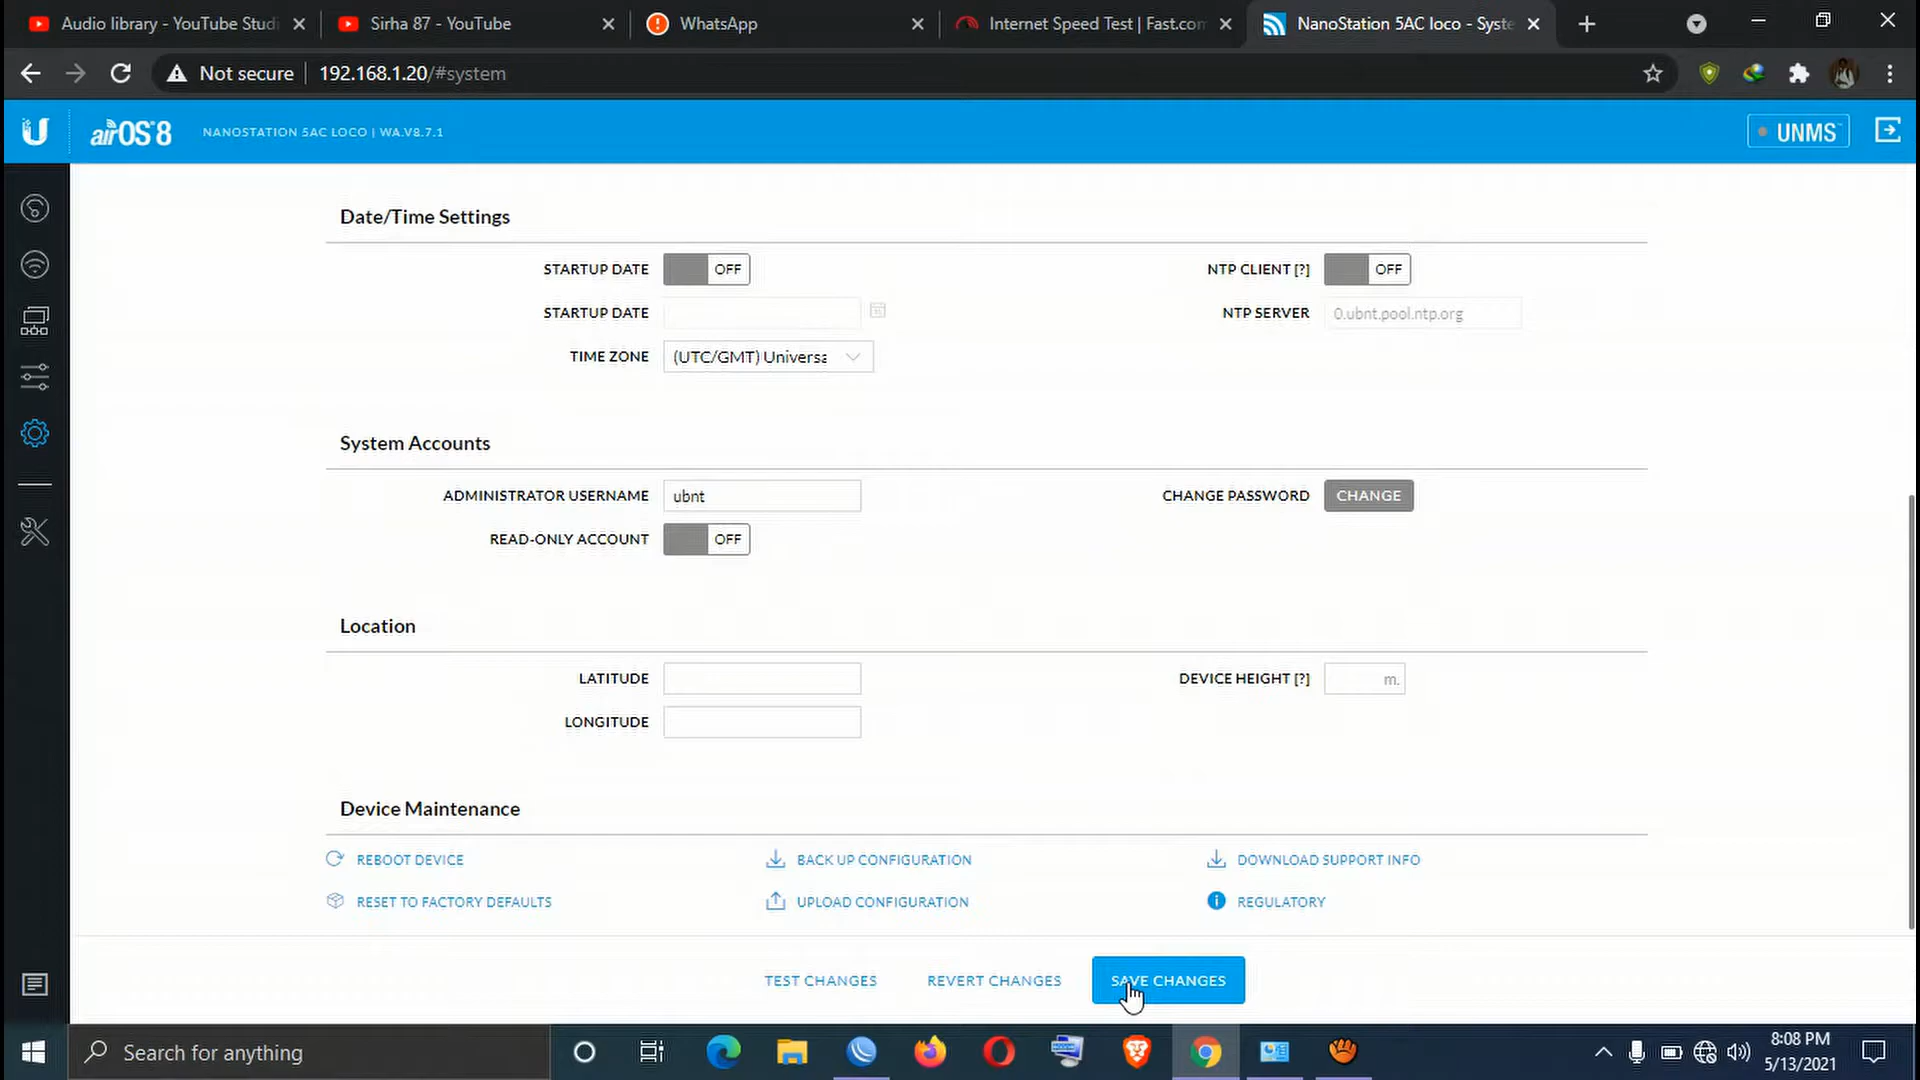 Audio library - YouTube Studi
Sirha 87 - YouTube
WhatsApp
Internet Speed Test | Fast.com
NanoStation 5AC loco - Syste
Not secure
192.168.1.20/#system
airOS 8
NANOSTATION 5AC LOCO | WA.V8.7.1
UNMS
Date/Time Settings
STARTUP DATE OFF
NTP CLIENT [?] OFF
STARTUP DATE
NTP SERVER 0.ubnt.pool.ntp.org
TIME ZONE (UTC/GMT) Universa
System Accounts
ADMINISTRATOR USERNAME ubnt
CHANGE PASSWORD CHANGE
READ-ONLY ACCOUNT OFF
Location
LATITUDE
DEVICE HEIGHT [?] m.
LONGITUDE
Device Maintenance
REBOOT DEVICE
BACK UP CONFIGURATION
DOWNLOAD SUPPORT INFO
RESET TO FACTORY DEFAULTS
UPLOAD CONFIGURATION
REGULATORY
TEST CHANGES
REVERT CHANGES
SAVE CHANGES
Search for anything
8:08 PM
5/13/2021